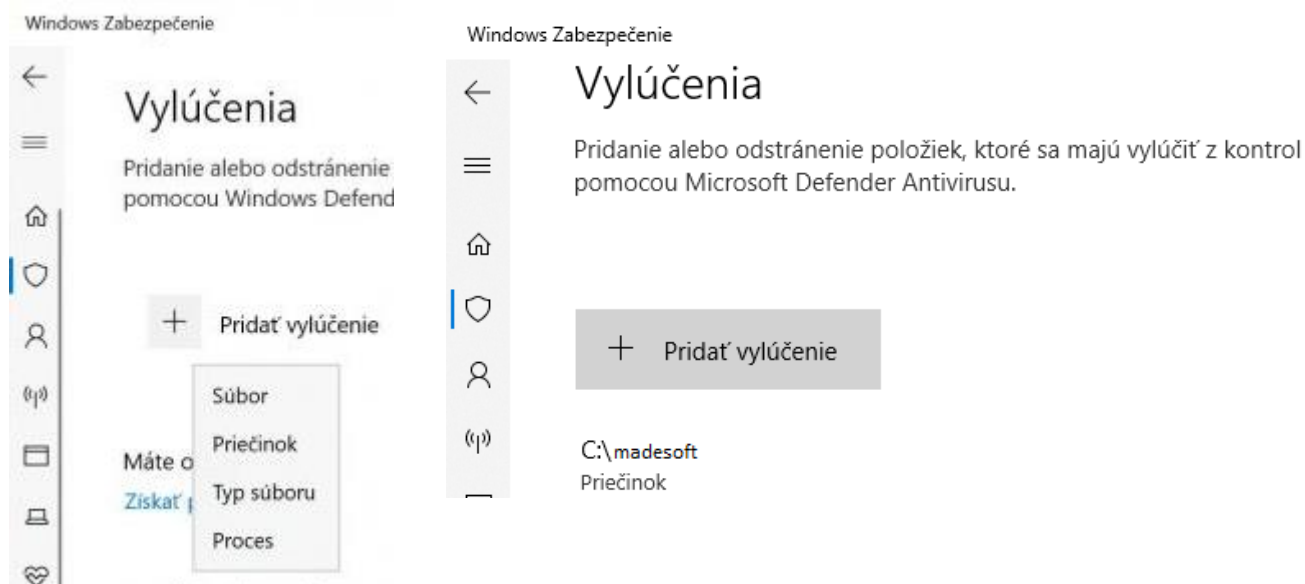 Windows Zabezpečenie
Vylúčenia
Pridanie alebo odstránenie
pomocou Windows Defend
Pridať vylúčenie
Súbor
Priečinok
Typ súboru
Proces
Máte o
Získať
Windows Zabezpečenie
Vylúčenia
Pridanie alebo odstránenie položiek, ktoré sa majú vylúčiť z kontrol
pomocou Microsoft Defender Antivirusu.
Pridať vylúčenie
C:\madesoft
Priečinok